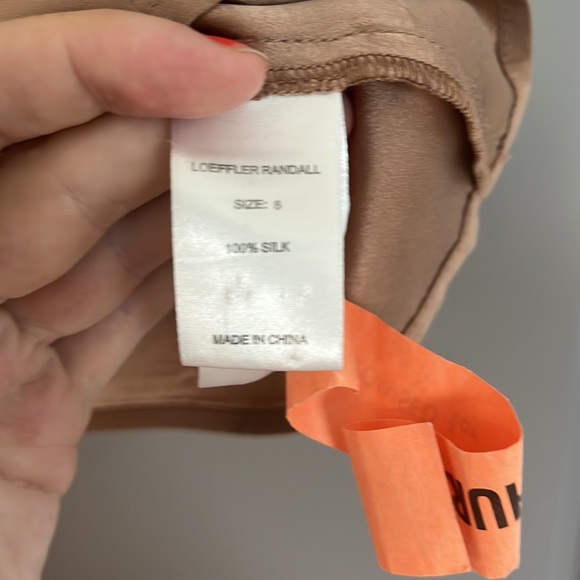 LOEFFLER RANDALL
SIZE: 8
100% SILK
MADE IN CHINA